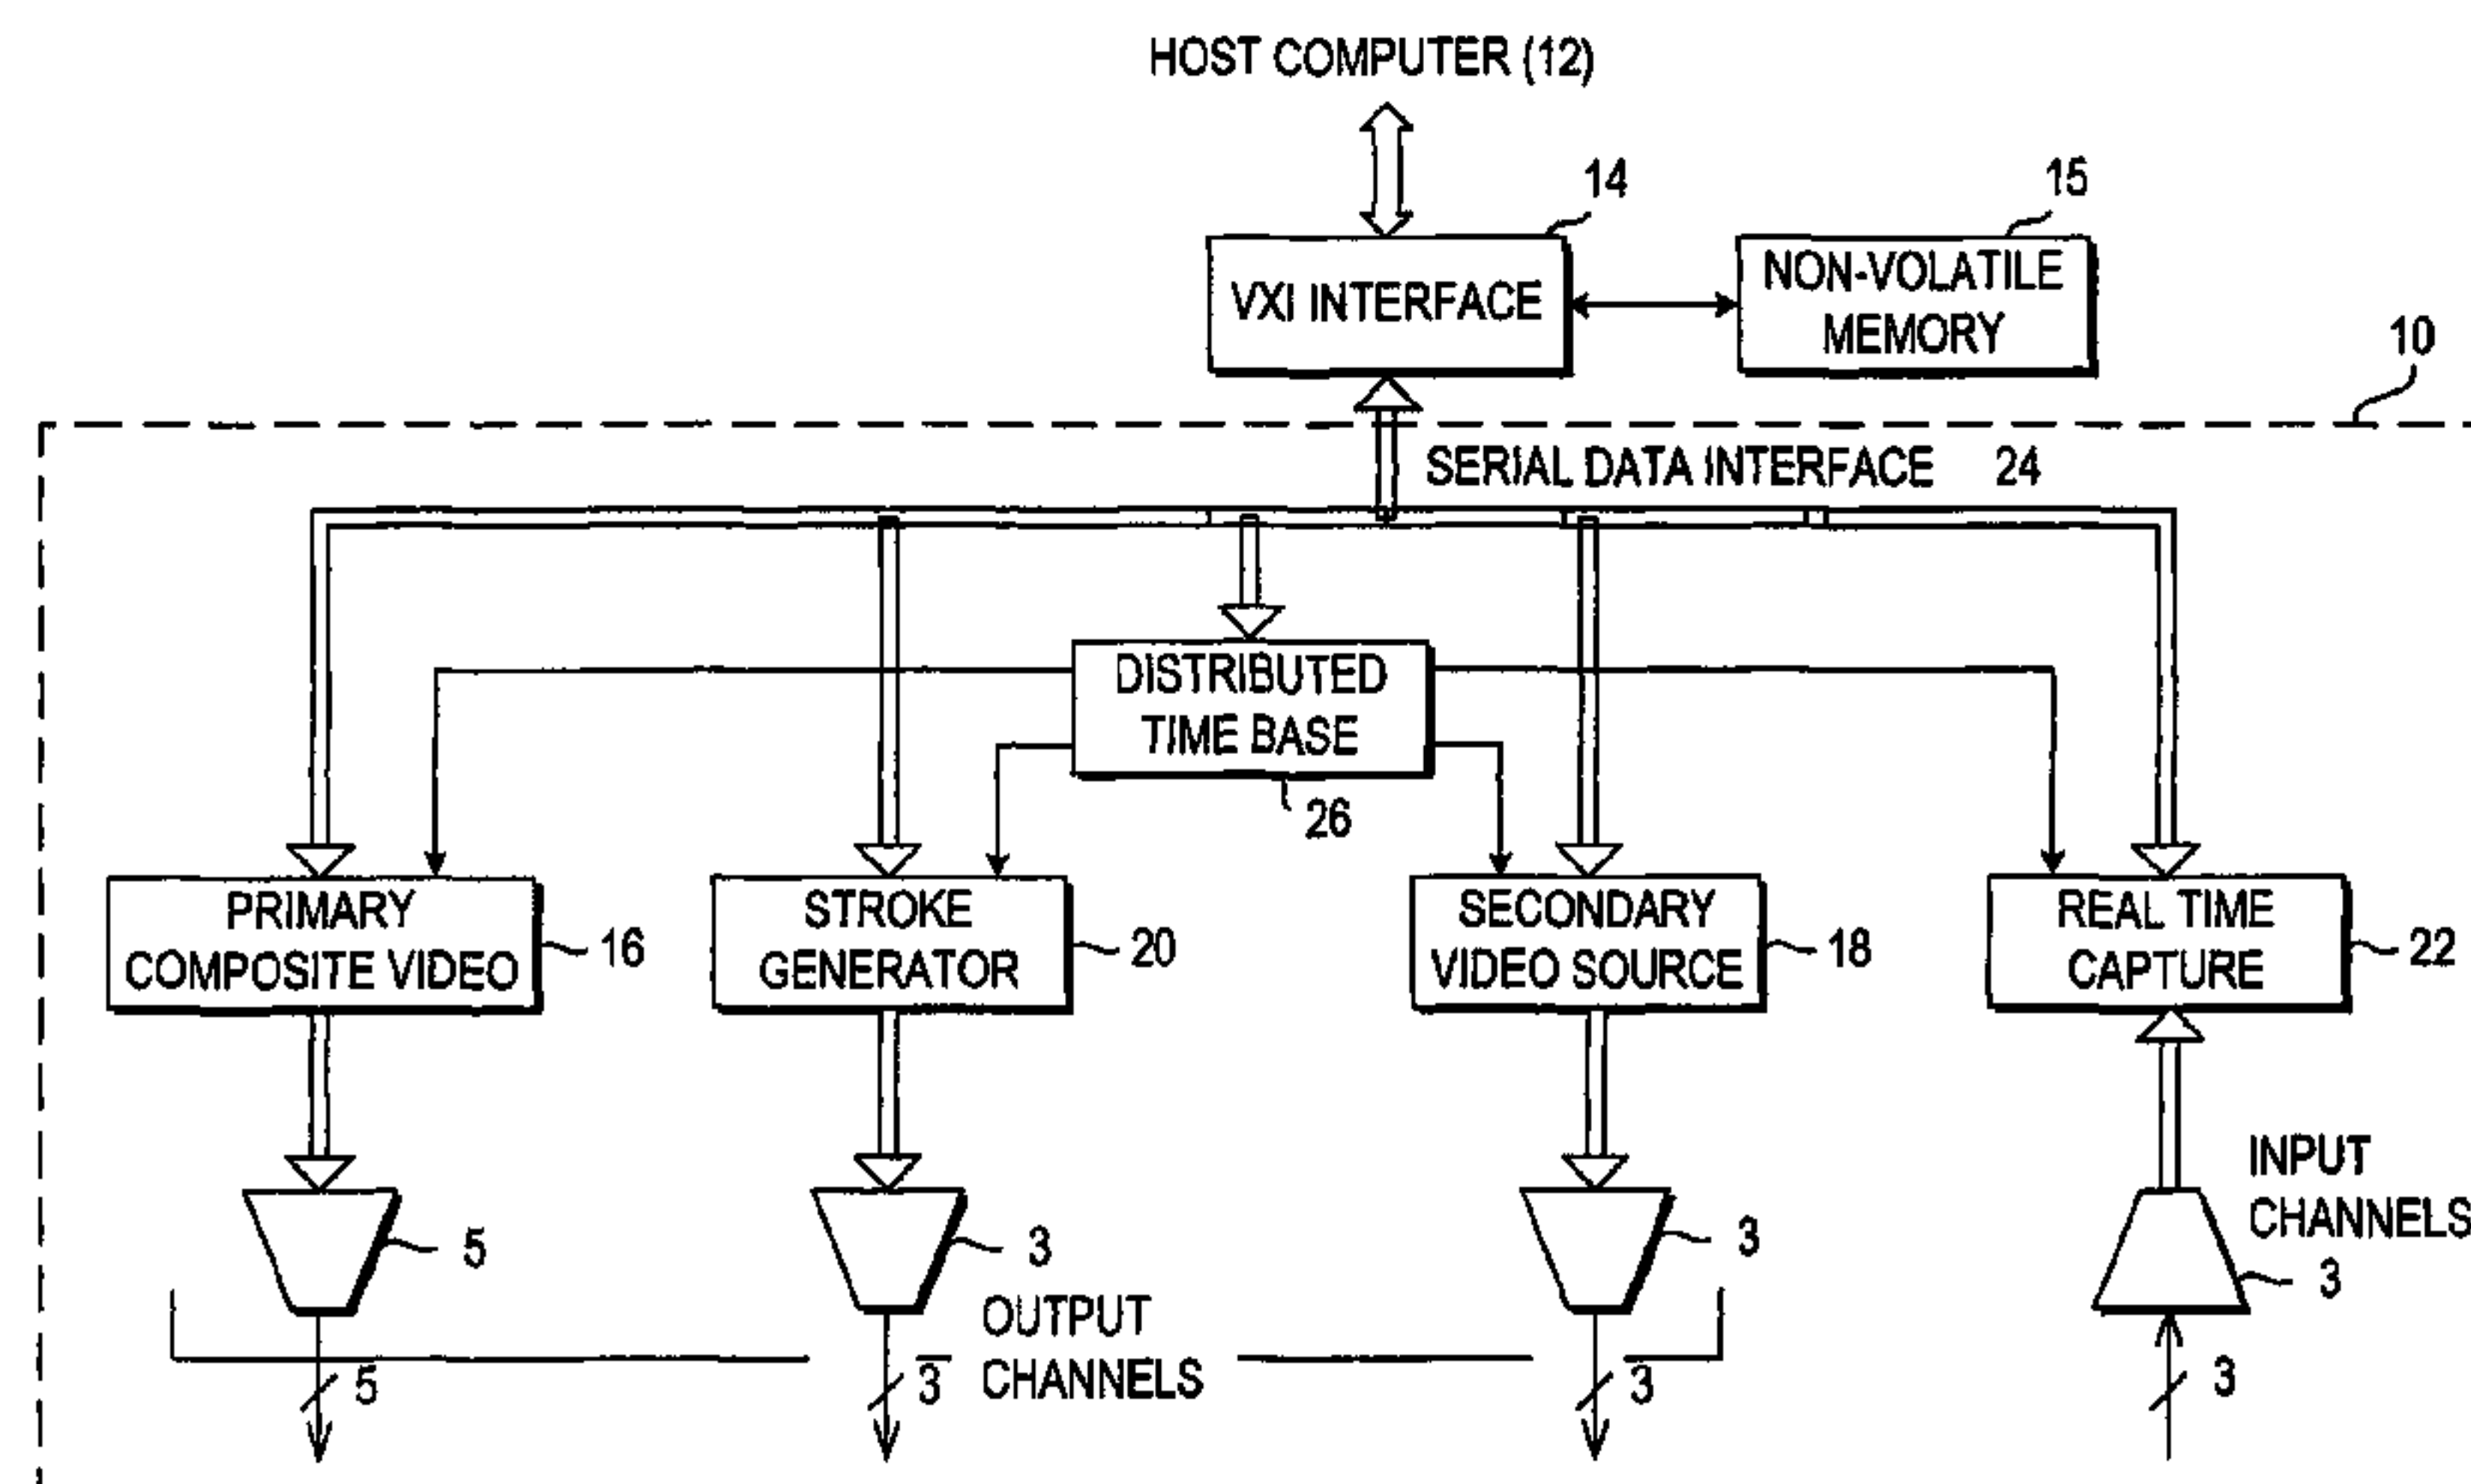 HOST COMPUTER (12)
14
15
VXI INTERFACE
NON-VOLATILE
MEMORY
10
SERIAL DATA INTERFACE 24
DISTRIBUTED
TIME BASE
26
PRIMARY
COMPOSITE VIDEO
16
STROKE
GENERATOR
20
SECONDARY
VIDEO SOURCE
18
REAL TIME
CAPTURE
22
INPUT
CHANNELS
5
3
3
3
OUTPUT
CHANNELS
5
3
3
3